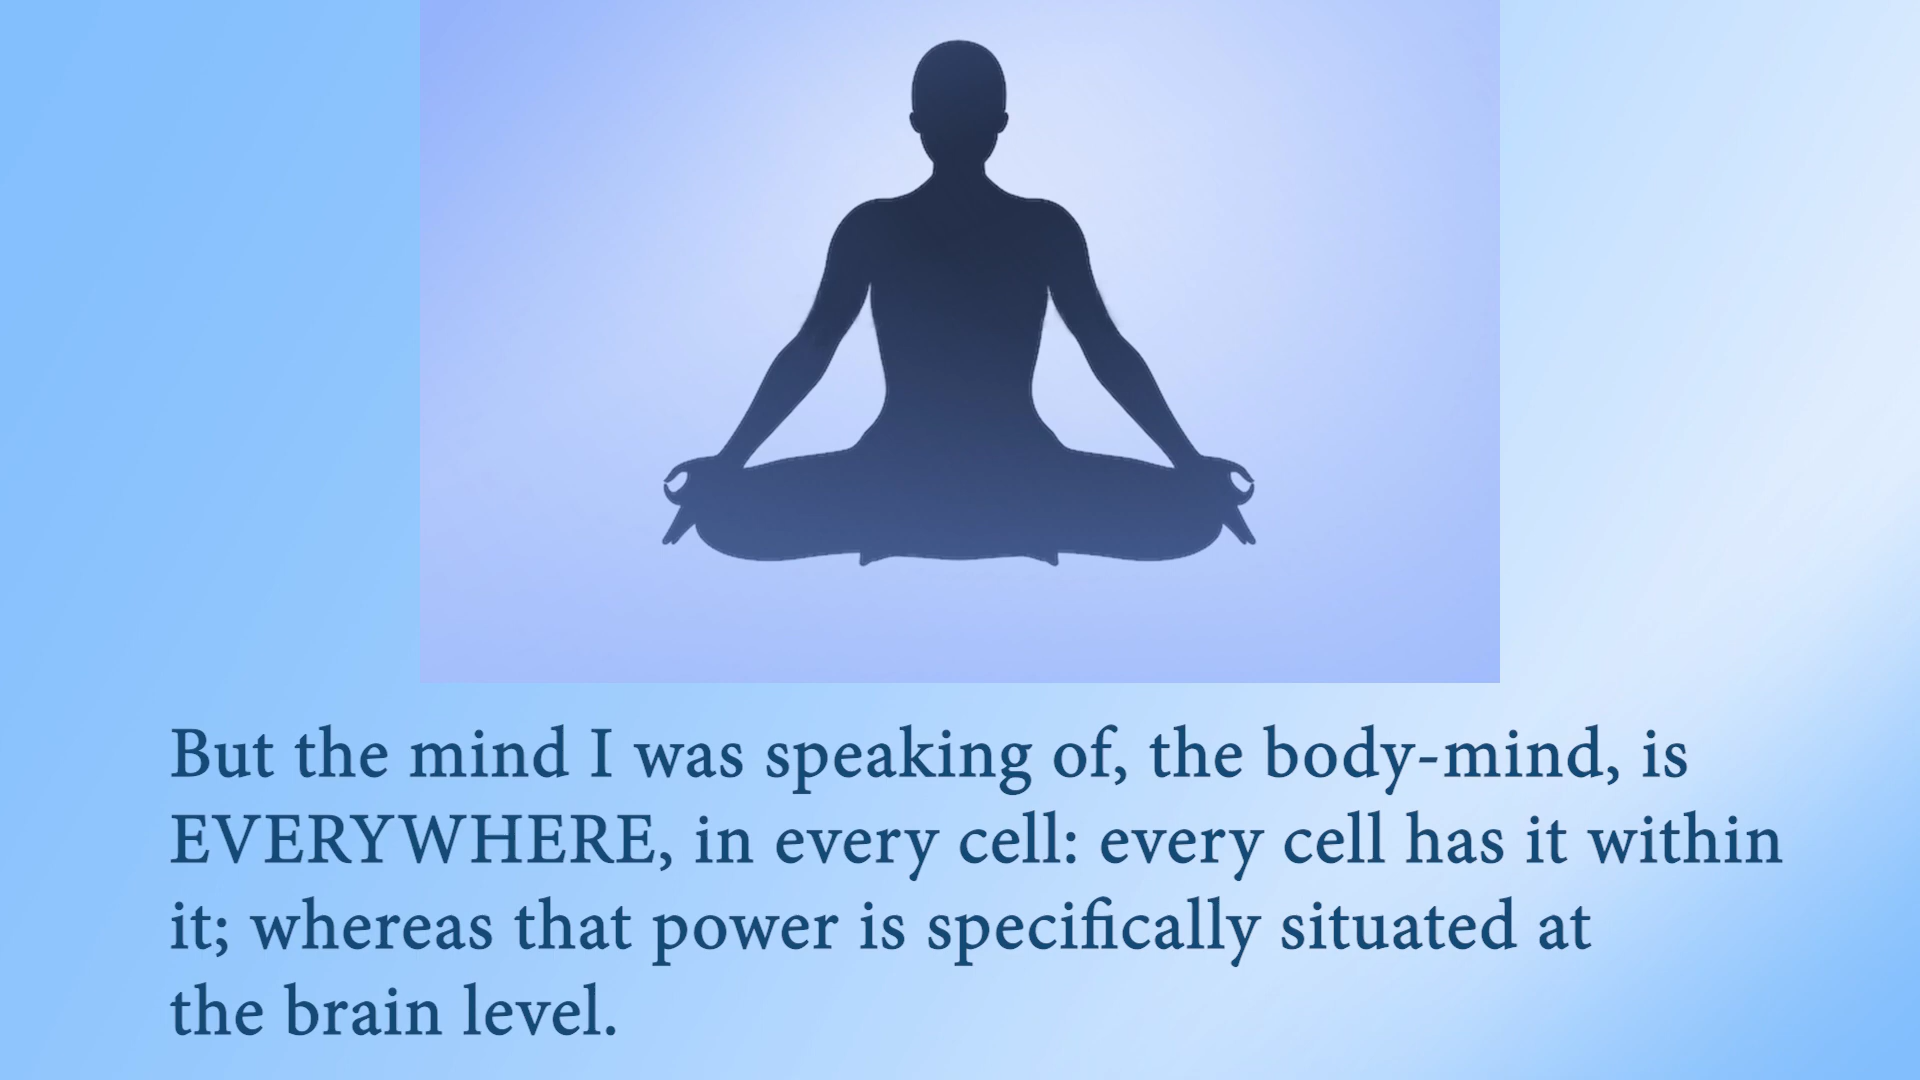 But the mind I was speaking of, the body-mind, is
EVERYWHERE, in every cell: every cell has it within
it; whereas that power is specifically situated at
the brain level.